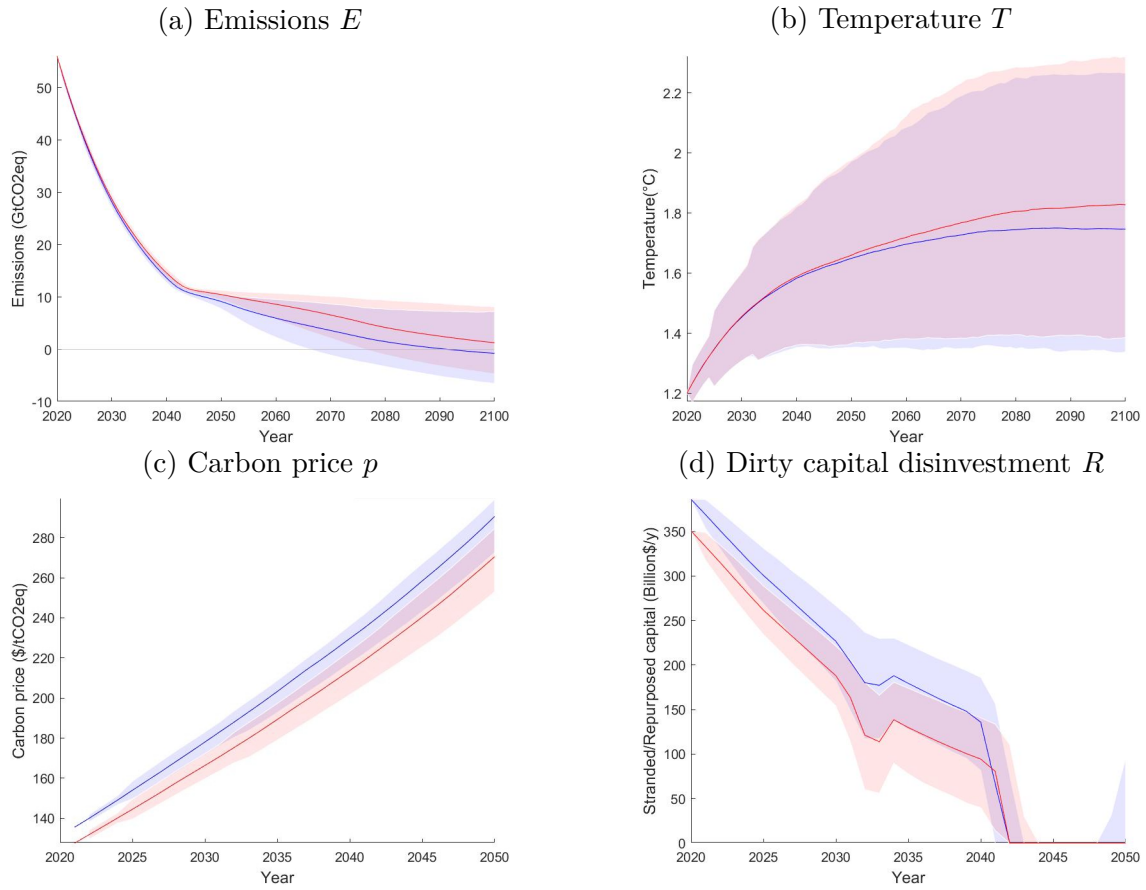 (a) Emissions E
(b) Temperature T
50
40
30
20
10
0
-10
Emissions (GtCO2eq)
2020 2030 2040 2050 2060 2070 2080 2090 2100
Year
2.2
2
1.8
1.6
1.4
1.2
Temperature(°C)
2020 2030 2040 2050 2060 2070 2080 2090 2100
Year
(c) Carbon price p
(d) Dirty capital disinvestment R
280
260
240
220
200
180
160
140
Carbon price ($/tCO2eq)
2020 2025 2030 2035 2040 2045 2050
Year
350
300
250
200
150
100
50
0
Stranded/Repurposed capital (Billion$/y)
2020 2025 2030 2035 2040 2045 2050
Year